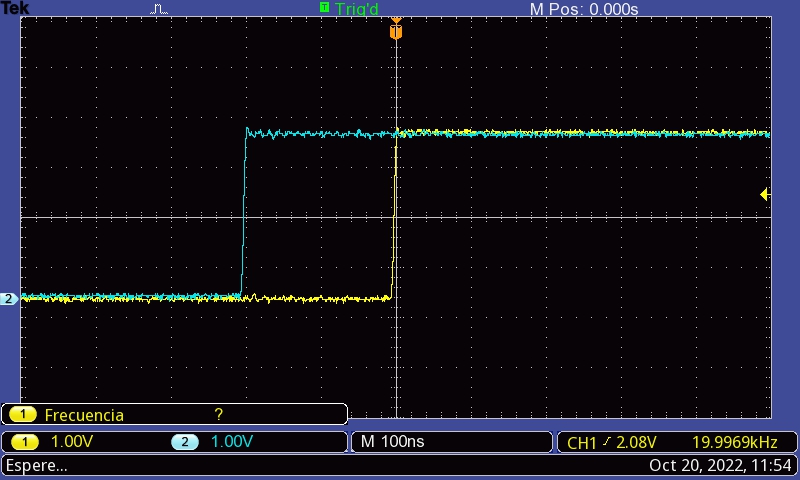 Tek T Trig'd M Pos: 0.000s
T
2
1 Frecuencia ?
1 1.00V 2 1.00V M 100ns CH1 2.08V 19.9969kHz
Espere... Oct 20, 2022, 11:54